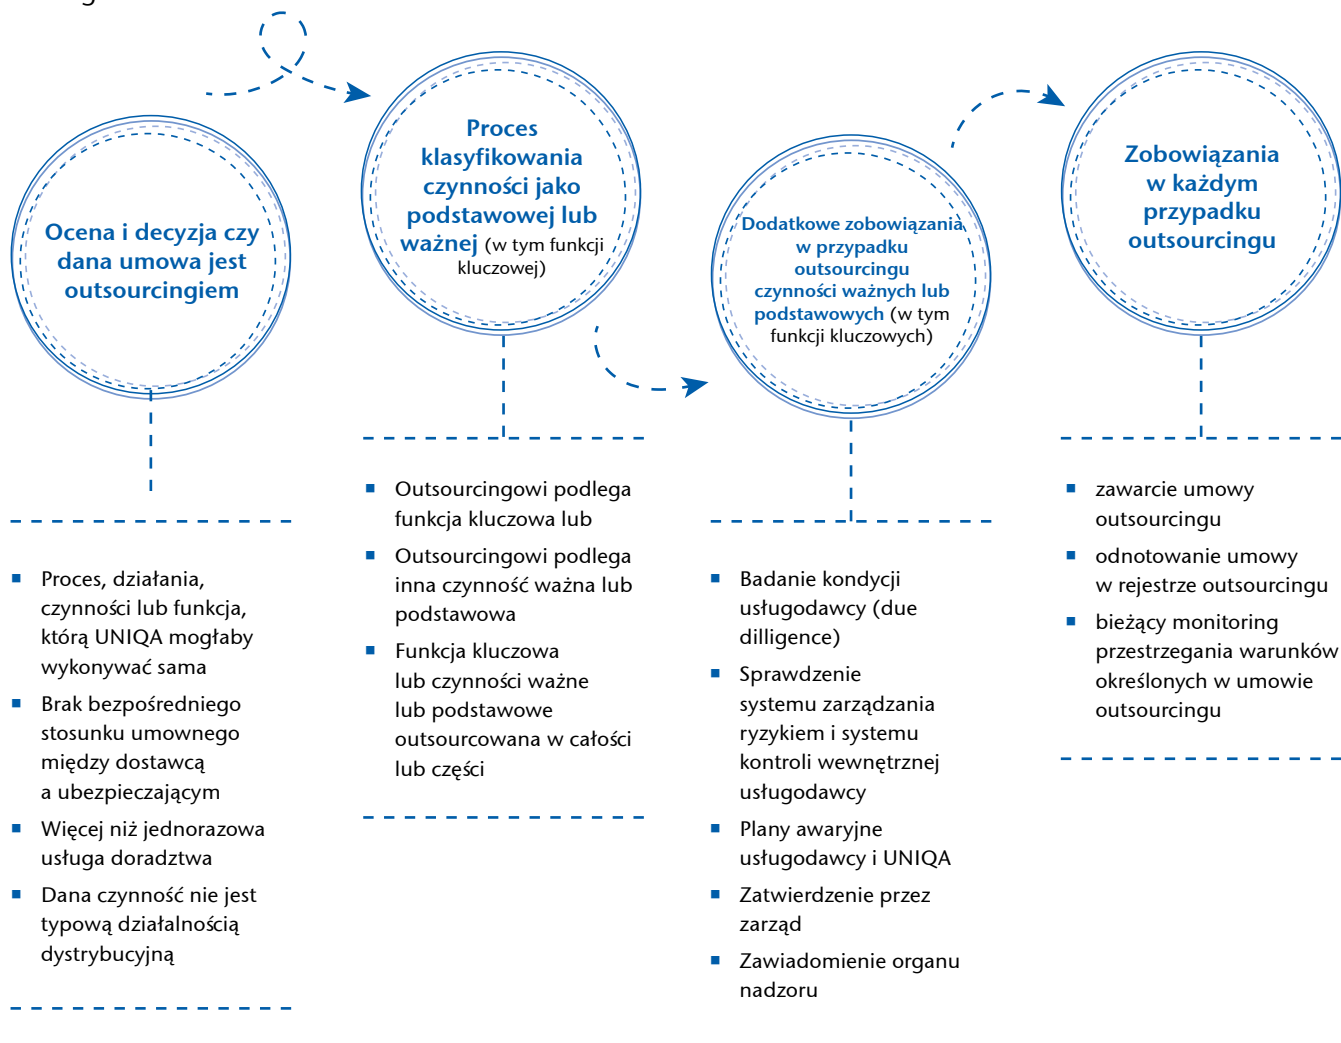 Ocena i decyzja czy
dana umowa jest
outsourcingiem
Proces, działania,
czynności lub funkcja,
którą UNIQA mogłaby
wykonywać sama
Brak bezpośredniego
stosunku umownego
między dostawcą
a ubezpieczającym
Więcej niż jednorazowa
usługa doradztwa
Dana czynność nie jest
typową działalnością
dystrybucyjną
Proces
klasyfikowania
czynności jako
podstawowej lub
ważnej (w tym funkcji
kluczowej)
Outsourcingowi podlega
funkcja kluczowa lub
Outsourcingowi podlega
inna czynność ważna lub
podstawowa
Funkcja kluczowa
lub czynności ważne
lub podstawowe
outsourcowana w całości
lub części
Dodatkowe zobowiązania
w przypadku
outsourcingu
czynności ważnych lub
podstawowych (w tym
funkcji kluczowych)
Badanie kondycji
usługodawcy (due
dilligence)
Sprawdzenie
systemu zarządzania
ryzykiem i systemu
kontroli wewnętrznej
usługodawcy
Plany awaryjne
usługodawcy i UNIQA
Zatwierdzenie przez
zarząd
Zawiadomienie organu
nadzoru
Zobowiązania
w każdym
przypadku
outsourcingu
zawarcie umowy
outsourcingu
odnotowanie umowy
w rejestrze outsourcingu
bieżący monitoring
przestrzegania warunków
określonych w umowie
outsourcingu